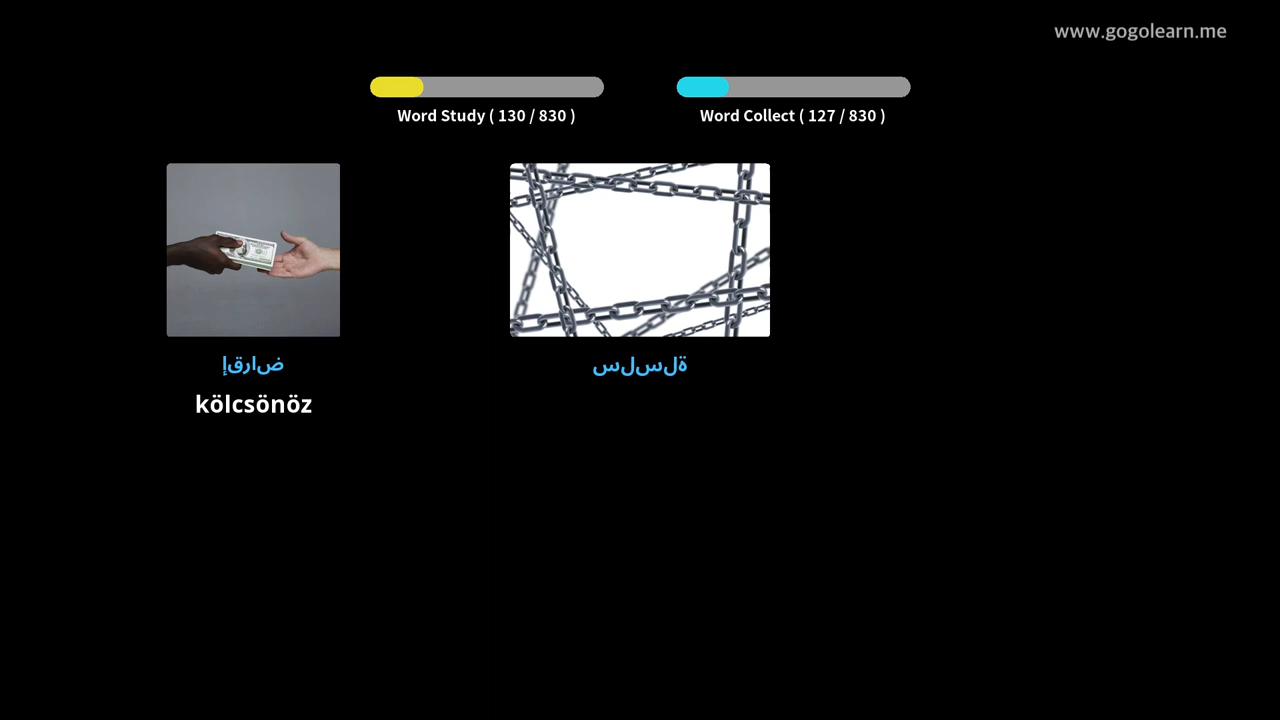 www.gogolearn.me
Word Study ( 130 / 830 )
Word Collect ( 127 / 830 )
إقراض
سلسلة
kölcsönöz